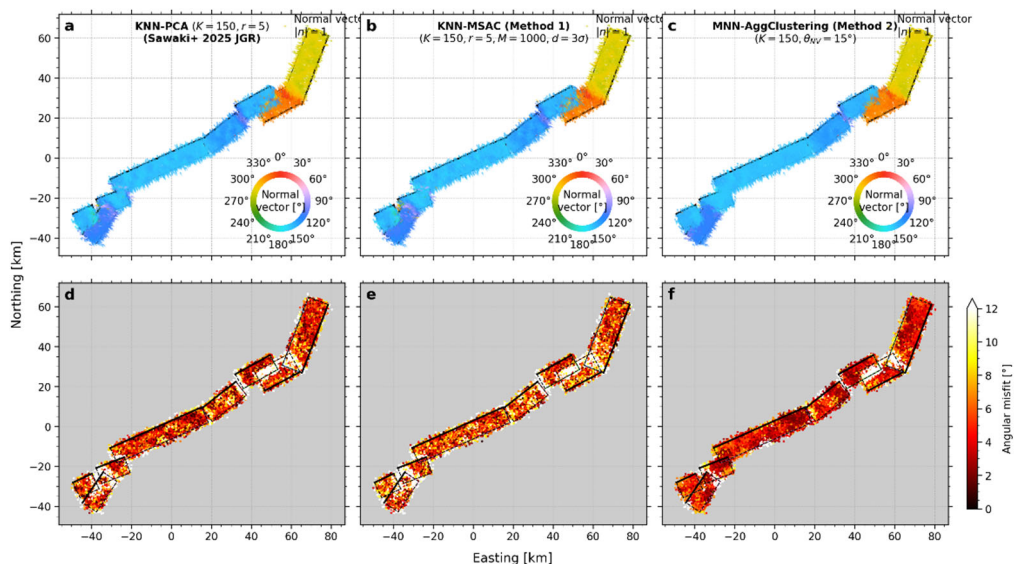 a
KNN-PCA (K = 150, r = 5)
(Sawaki+ 2025 JGR)
Normal vector
|n| = 1
b
KNN-MSAC (Method 1)
(K = 150, r = 5, M = 1000, d = 3σ)
Normal vector
|n| = 1
c
MNN-AggClustering (Method 2)
(K = 150, θNV = 15°)
Normal vector
|n| = 1
60
40
20
0
−20
−40
0°
30°
60°
90°
120°
150°
180°
210°
240°
270°
300°
330°
Normal
vector [°]
0°
30°
60°
90°
120°
150°
180°
210°
240°
270°
300°
330°
Normal
vector [°]
0°
30°
60°
90°
120°
150°
180°
210°
240°
270°
300°
330°
Normal
vector [°]
Northing [km]
d
e
f
60
40
20
0
−20
−40
−40 −20 0 20 40 60 80
−40 −20 0 20 40 60 80
−40 −20 0 20 40 60 80
Easting [km]
12
10
8
6
4
2
0
Angular misfit [°]